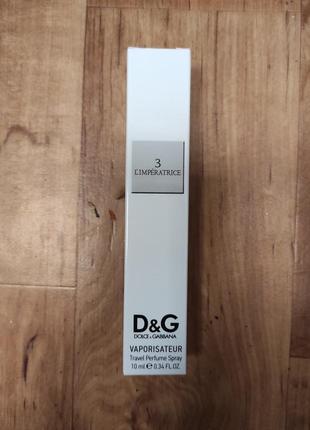 3
L'IMPÉRATRICE
D&G
DOLCE & GABBANA
VAPORISATEUR
Travel Perfume Spray
10 ml ℮ 0.34 FL.OZ.